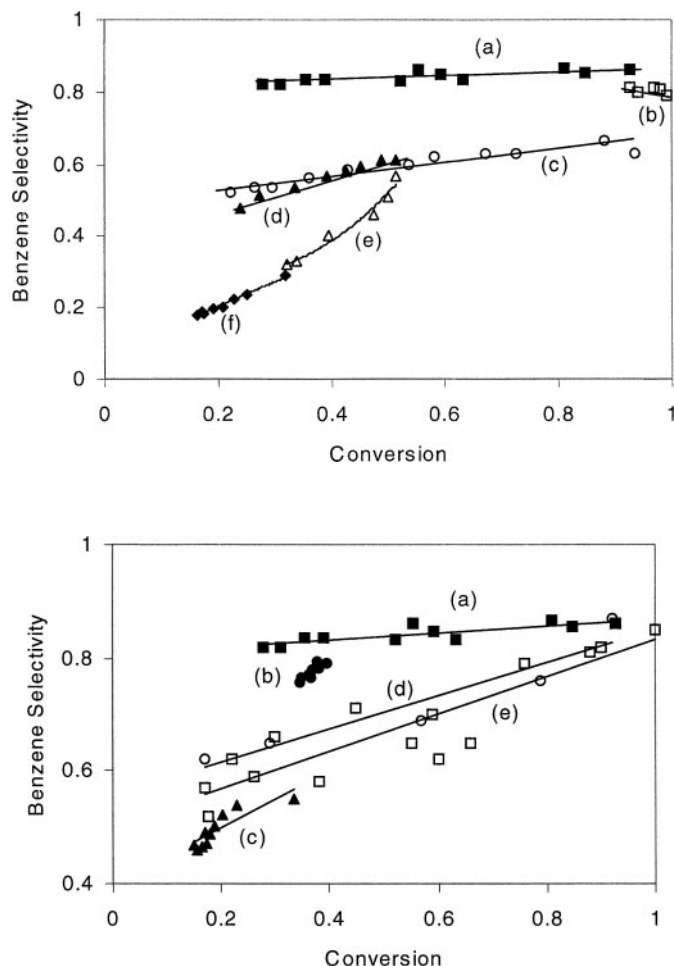 1
(a)
0.8
(b)
0.6
(c)
(d)
0.4
(e)
0.2
(f)
0
0 0.2 0.4 0.6 0.8 1
Benzene Selectivity
Conversion
1
(a)
0.8
(b)
(d)
(e)
0.6
(c)
0.4
0 0.2 0.4 0.6 0.8 1
Benzene Selectivity
Conversion